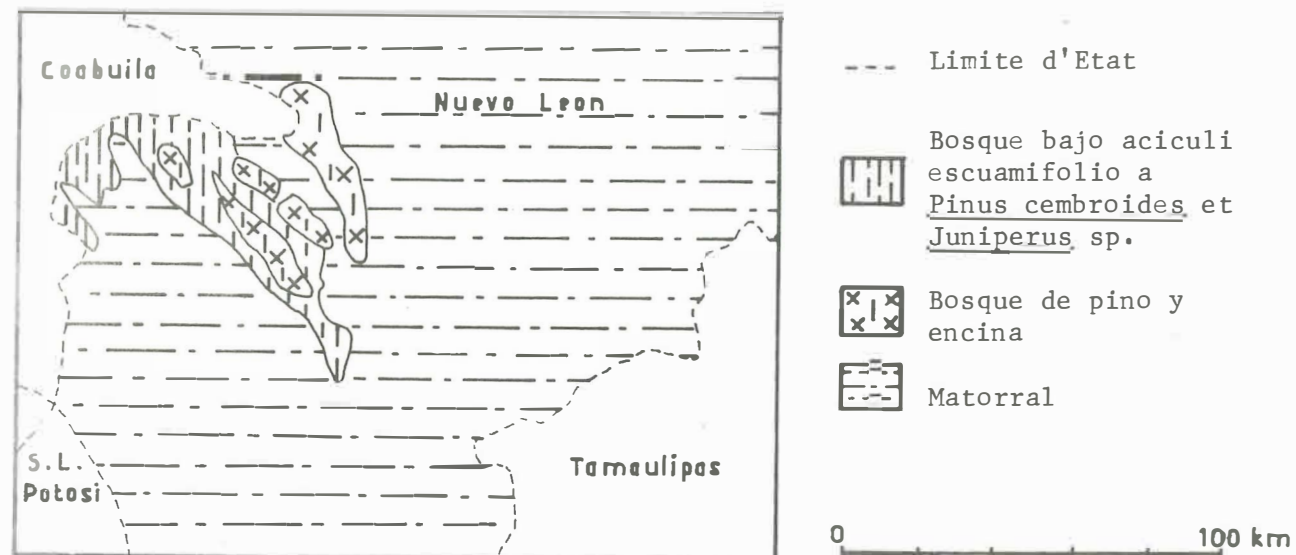 Coabuila
Nuevo Leon
S.L.
Potosi
Tamaulipas
Limite d'Etat
Bosque bajo aciculi
escuamifolio a
Pinus cembroides et
Juniperus sp.
Bosque de pino y
encina
Matorral
0
100 km